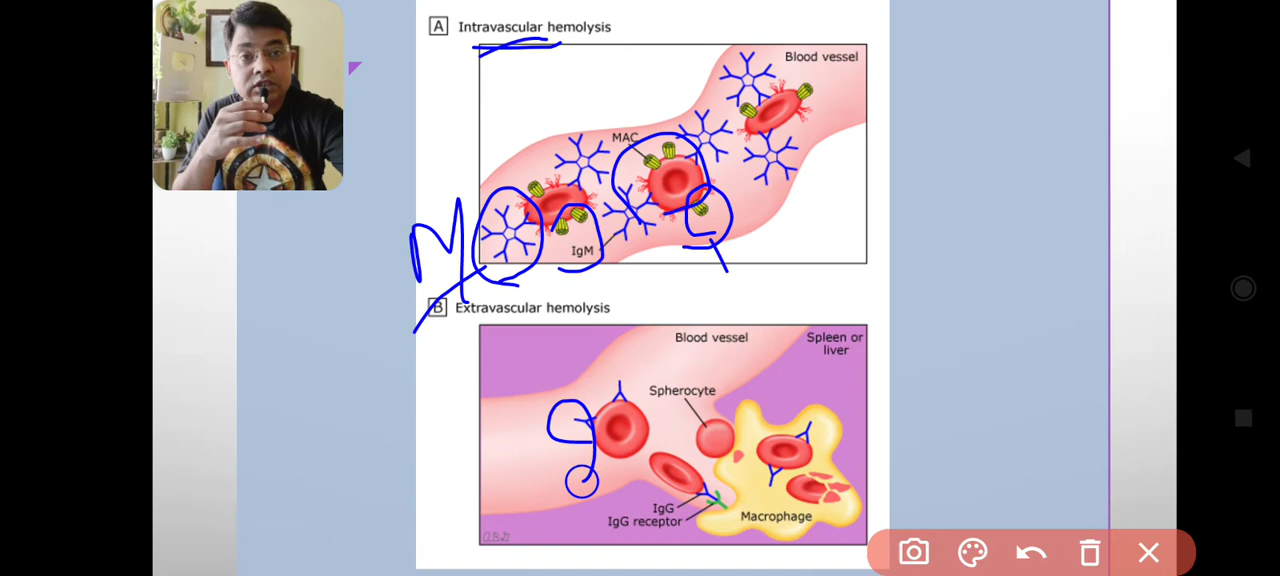 A Intravascular hemolysis
Blood vessel
MAC
M
IgM
B Extravascular hemolysis
Blood vessel
Spleen or
liver
Spherocyte
g
IgG
IgG receptor
Macrophage